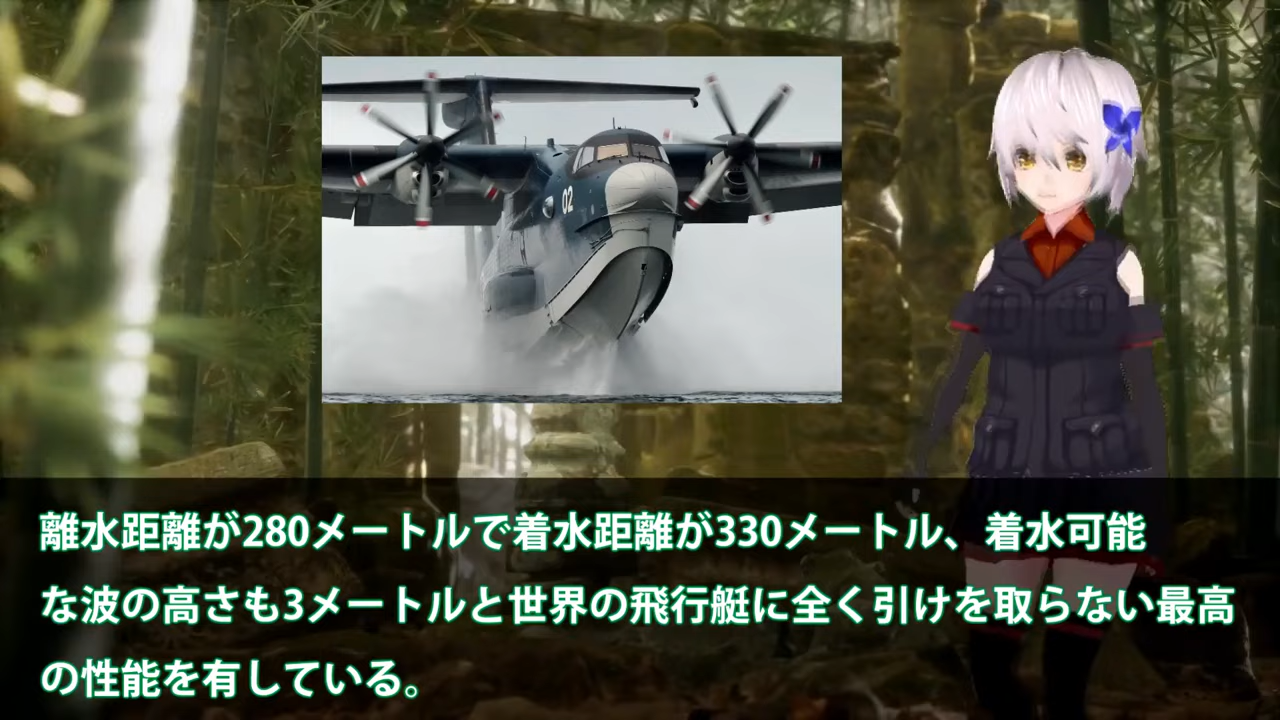 02
離水距離が280メートルで着水距離が330メートル、着水可能
な波の高さも3メートルと世界の飛行艇に全く引けを取らない最高
の性能を有している。